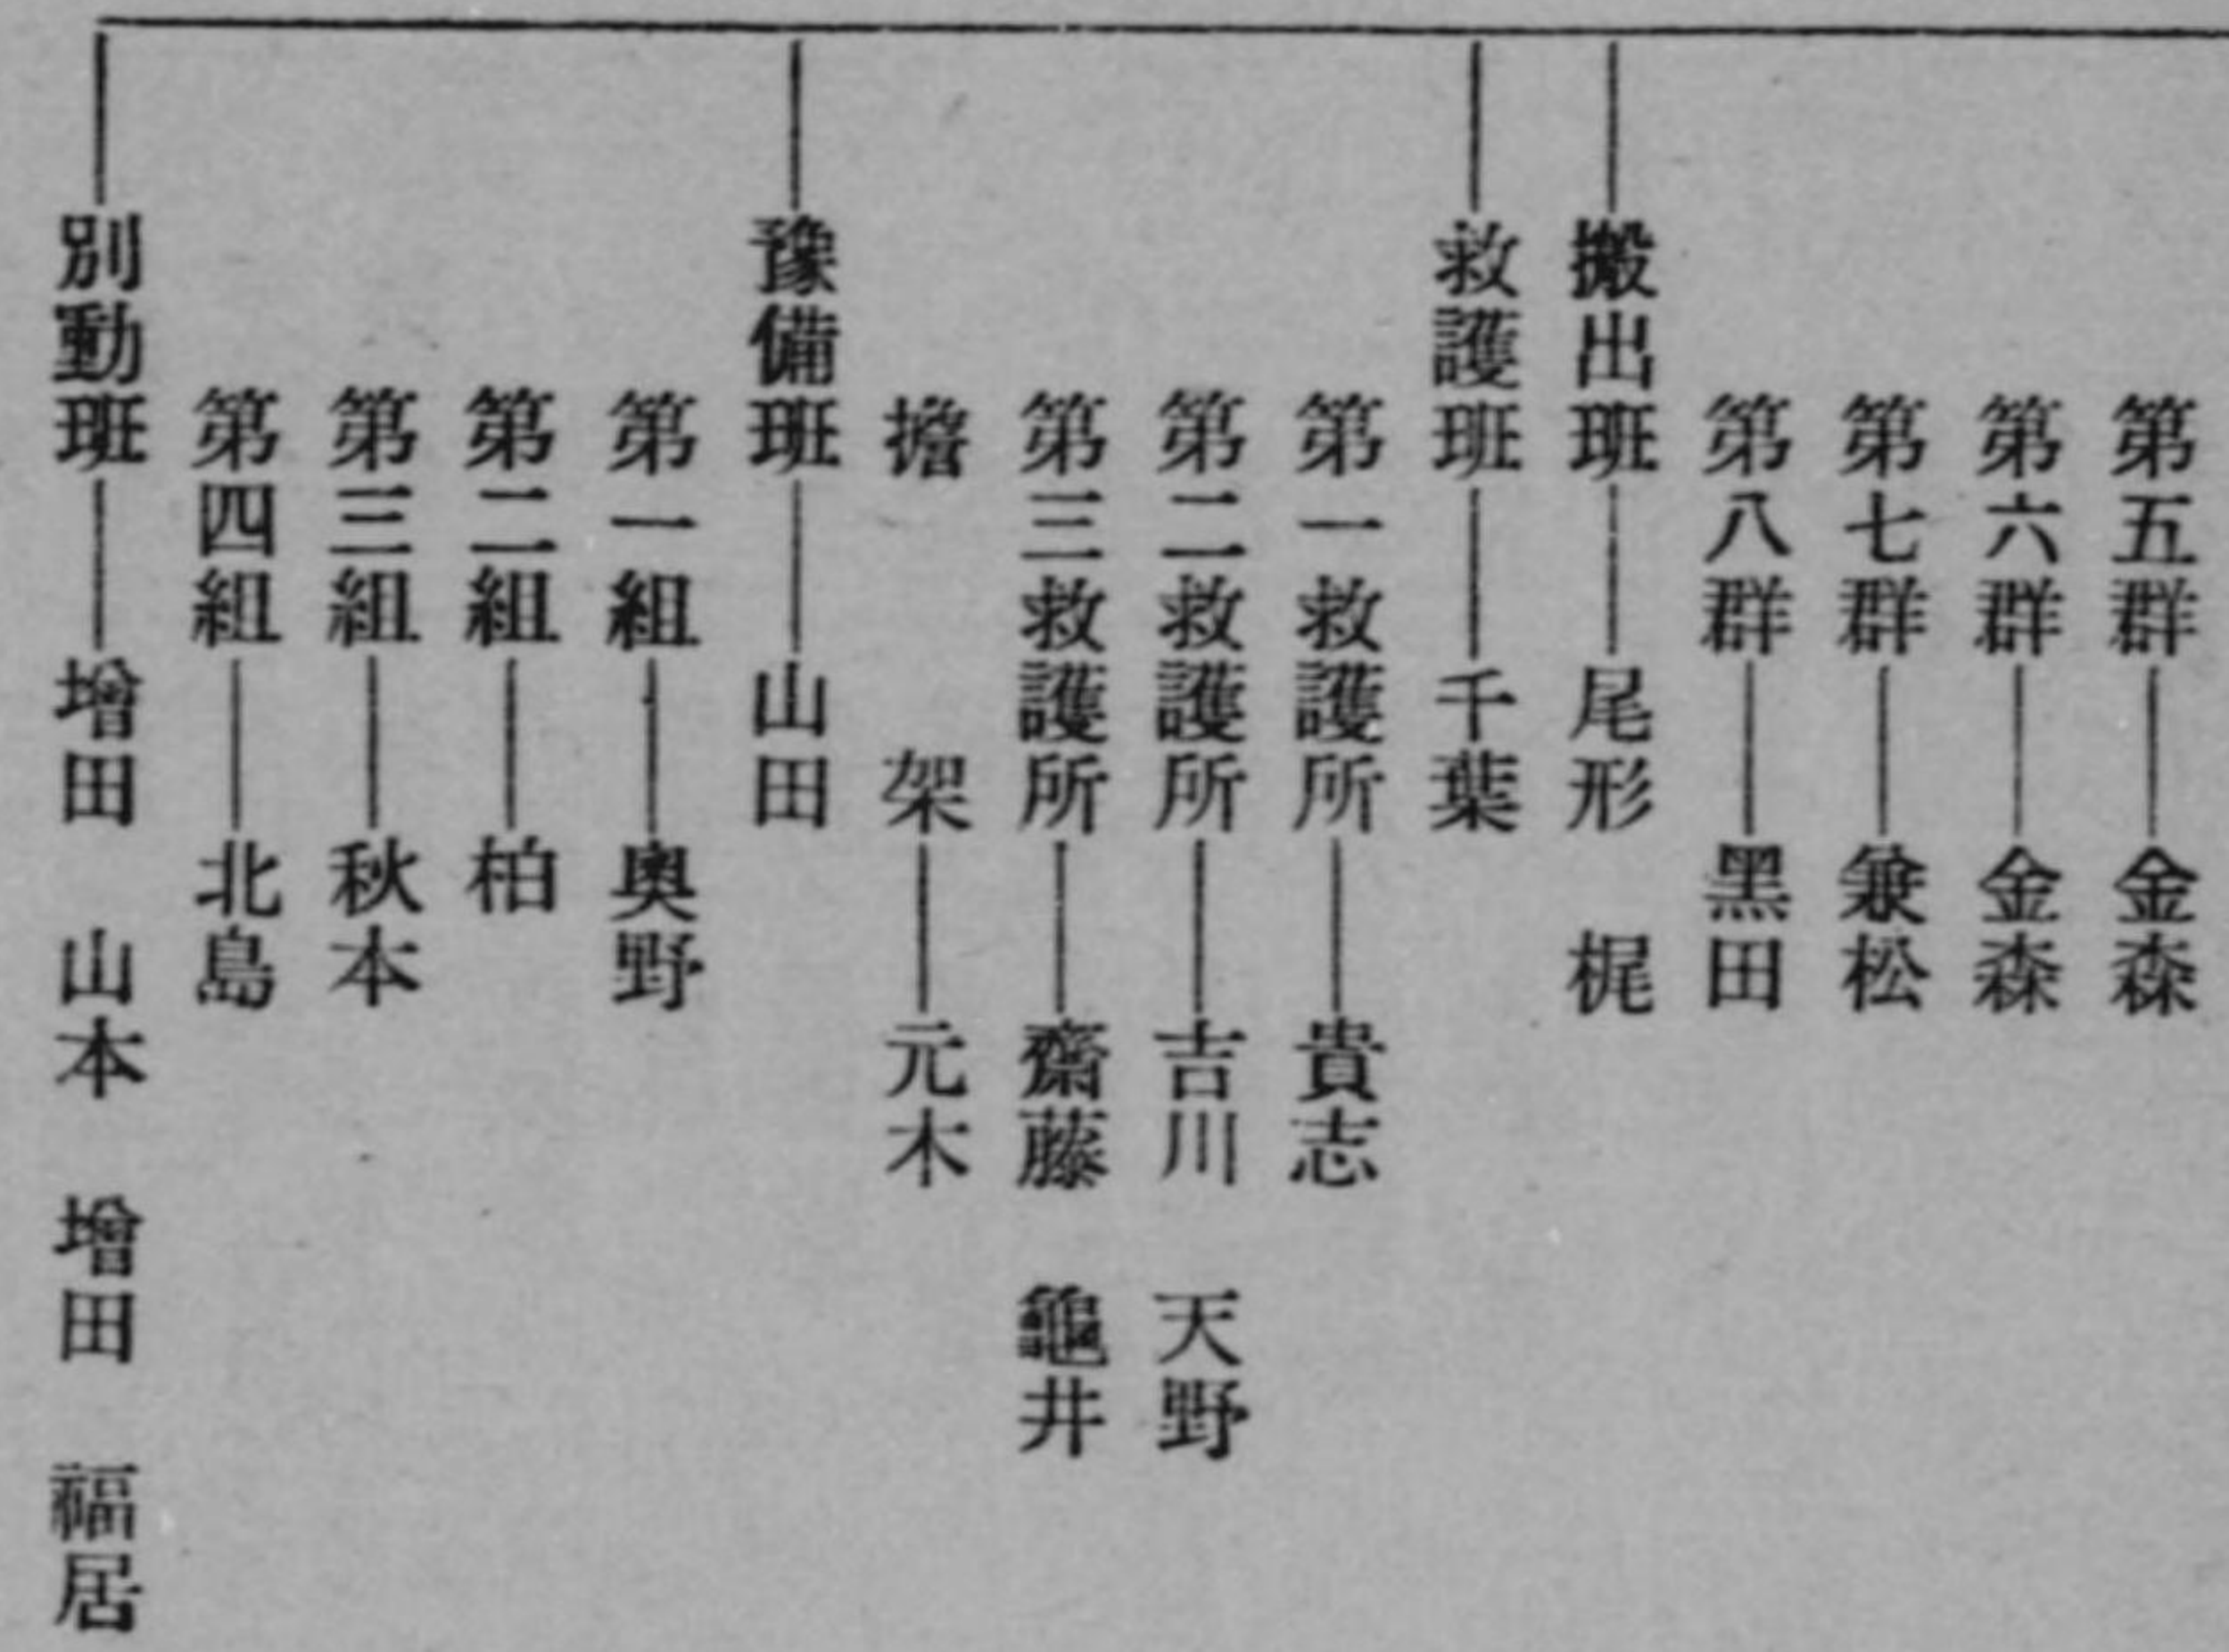 第五群 金森
第六群 金森
第七群 兼松
第八群 黑田
搬出班 尾形 梶
救護班 千葉
第一救護所 貴志
第二救護所 吉川 天野
第三救護所 齋藤 龜井
擔架 元木
豫備班 山田
第一組 奧野
第二組 柏
第三組 秋本
第四組 北島
別動班 增田 山本 增田 福居